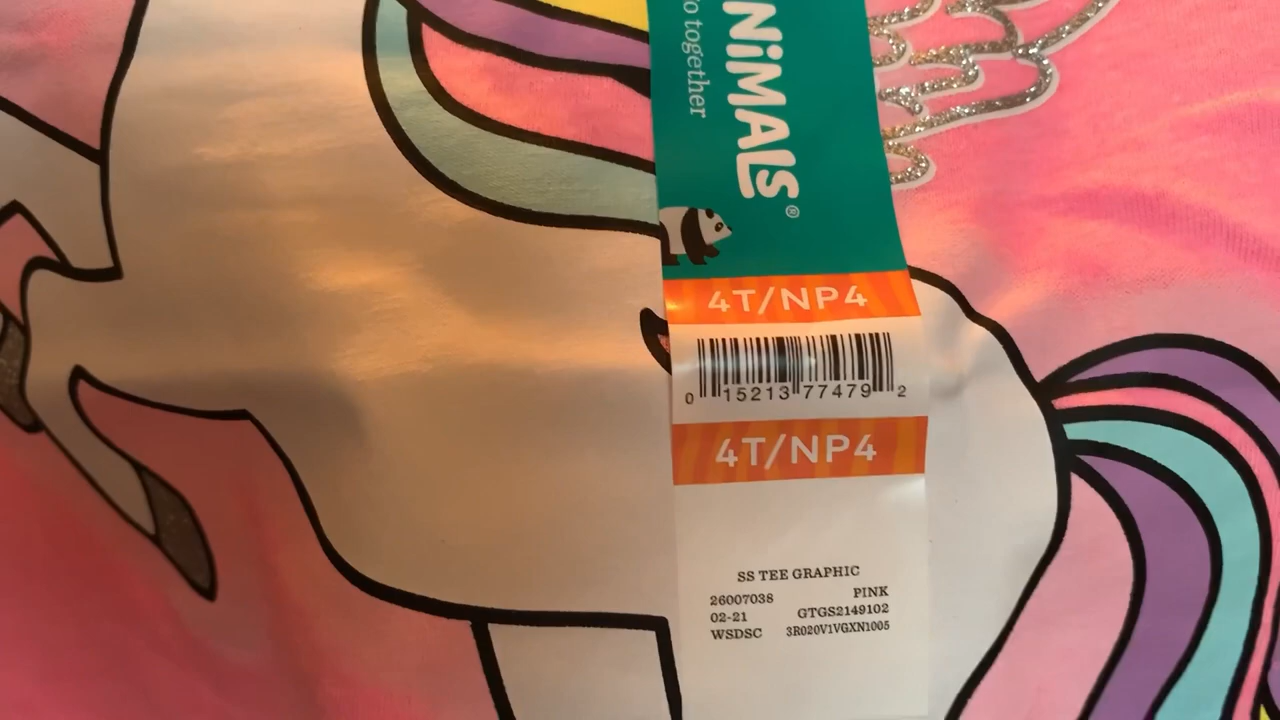 NiMALS®
together
4T/NP4
0 15213 77479 2
4T/NP4
SS TEE GRAPHIC
26007038 PINK
02-21 GTGS2149102
WSDSC 3R020V1VGXN1005